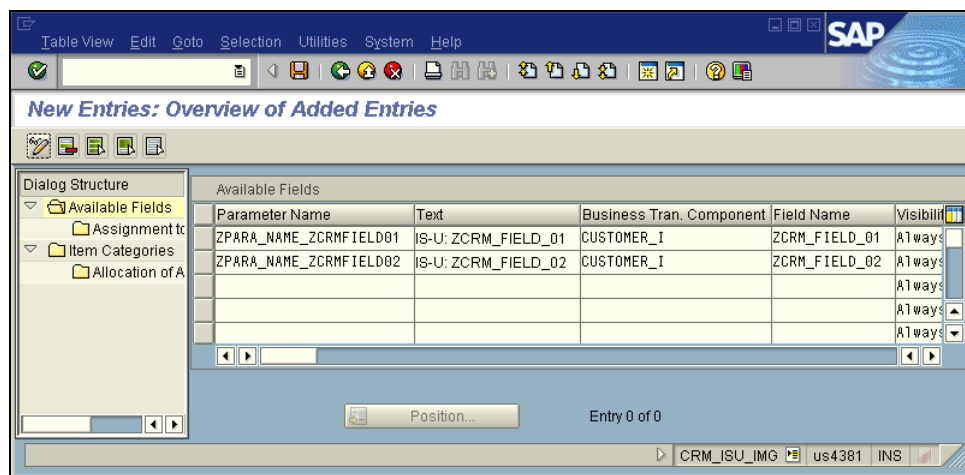 Table View Edit Goto Selection Utilities System Help
SAP
New Entries: Overview of Added Entries
Dialog Structure
Available Fields
Assignment to
Item Categories
Allocation of A
Available Fields
Parameter Name Text Business Tran. Component Field Name Visibilit
ZPARA_NAME_ZCRMFIELD01 IS-U: ZCRM_FIELD_01 CUSTOMER_I ZCRM_FIELD_01 Always
ZPARA_NAME_ZCRMFIELD02 IS-U: ZCRM_FIELD_02 CUSTOMER_I ZCRM_FIELD_02 Always
Always
Always
Always
Position... Entry 0 of 0
CRM_ISU_IMG us4381 INS